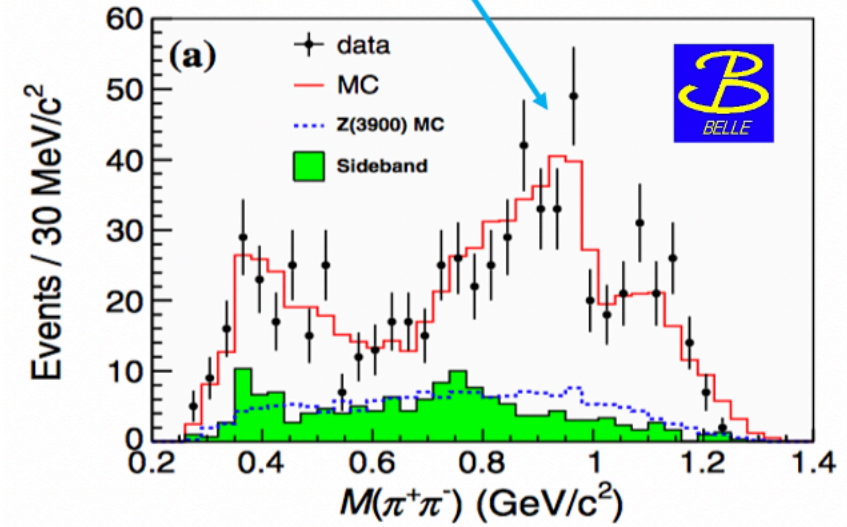 (a)
data
MC
Z(3900) MC
Sideband
B
BELLE
Events / 30 MeV/c²
60
50
40
30
20
10
0
0.2 0.4 0.6 0.8 1 1.2 1.4
M(π⁺π⁻) (GeV/c²)